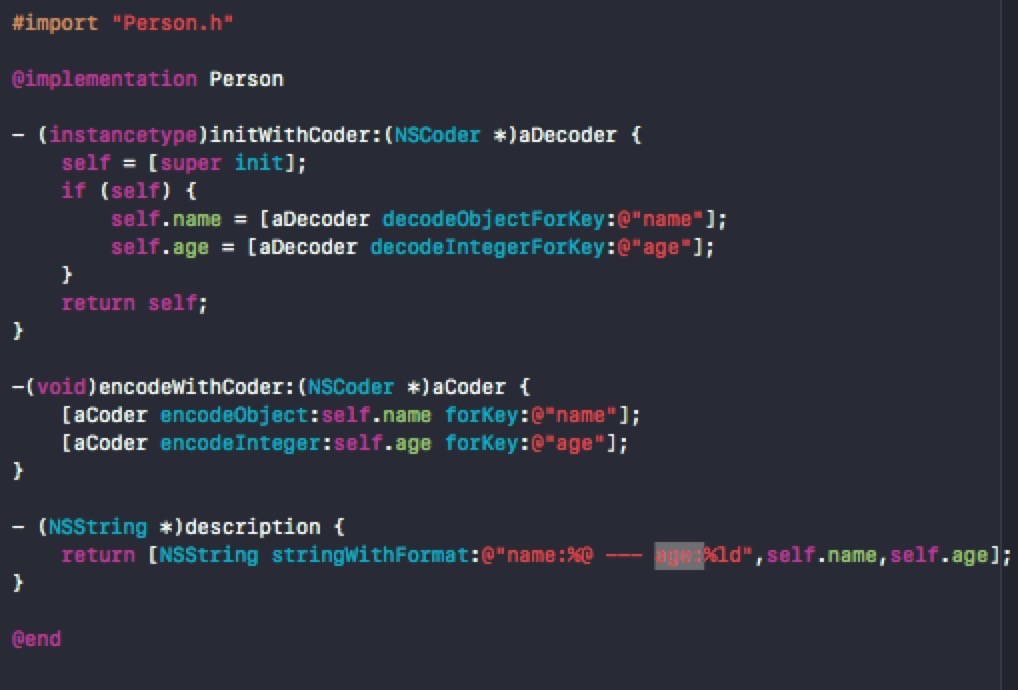 #import "Person.h"
@implementation Person
- (instancetype)initWithCoder:(NSCoder *)aDecoder {
    self = [super init];
    if (self) {
        self.name = [aDecoder decodeObjectForKey:@"name"];
        self.age = [aDecoder decodeIntegerForKey:@"age"];
    }
    return self;
}
-(void)encodeWithCoder:(NSCoder *)aCoder {
    [aCoder encodeObject:self.name forKey:@"name"];
    [aCoder encodeInteger:self.age forKey:@"age"];
}
- (NSString *)description {
    return [NSString stringWithFormat:@"name:%@ --- age:%ld",self.name,self.age];
}
@end